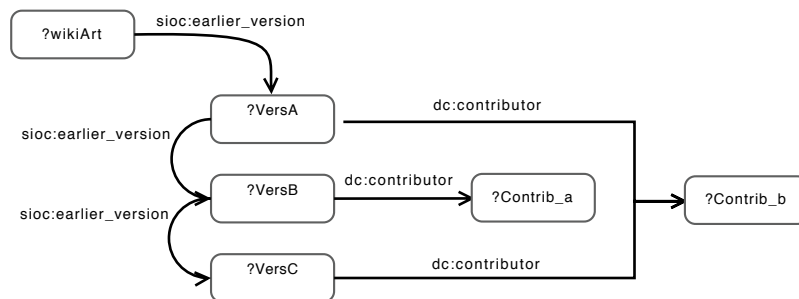 sioc:earlier_version
?wikiArt
?VersA
dc:contributor
sioc:earlier_version
?VersB
dc:contributor
?Contrib_a
?Contrib_b
sioc:earlier_version
?VersC
dc:contributor